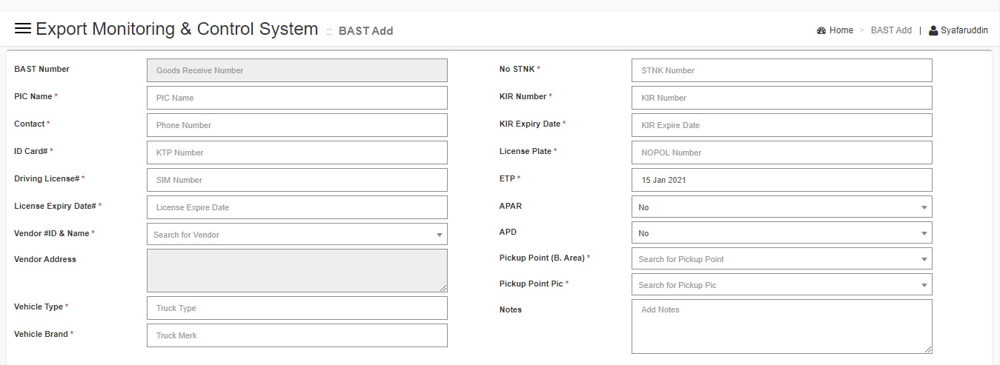 Export Monitoring & Control System :: BAST Add
Home > BAST Add | Syafaruddin
BAST Number
Goods Receive Number
PIC Name *
PIC Name
Contact *
Phone Number
ID Card# *
KTP Number
Driving License# *
SIM Number
License Expiry Date# *
License Expire Date
Vendor #ID & Name *
Search for Vendor
Vendor Address
Vehicle Type *
Truck Type
Vehicle Brand *
Truck Merk
No STNK *
STNK Number
KIR Number *
KIR Number
KIR Expiry Date *
KIR Expire Date
License Plate *
NOPOL Number
ETP *
15 Jan 2021
APAR
No
APD
No
Pickup Point (B. Area) *
Search for Pickup Point
Pickup Point Pic *
Search for Pickup Pic
Notes
Add Notes